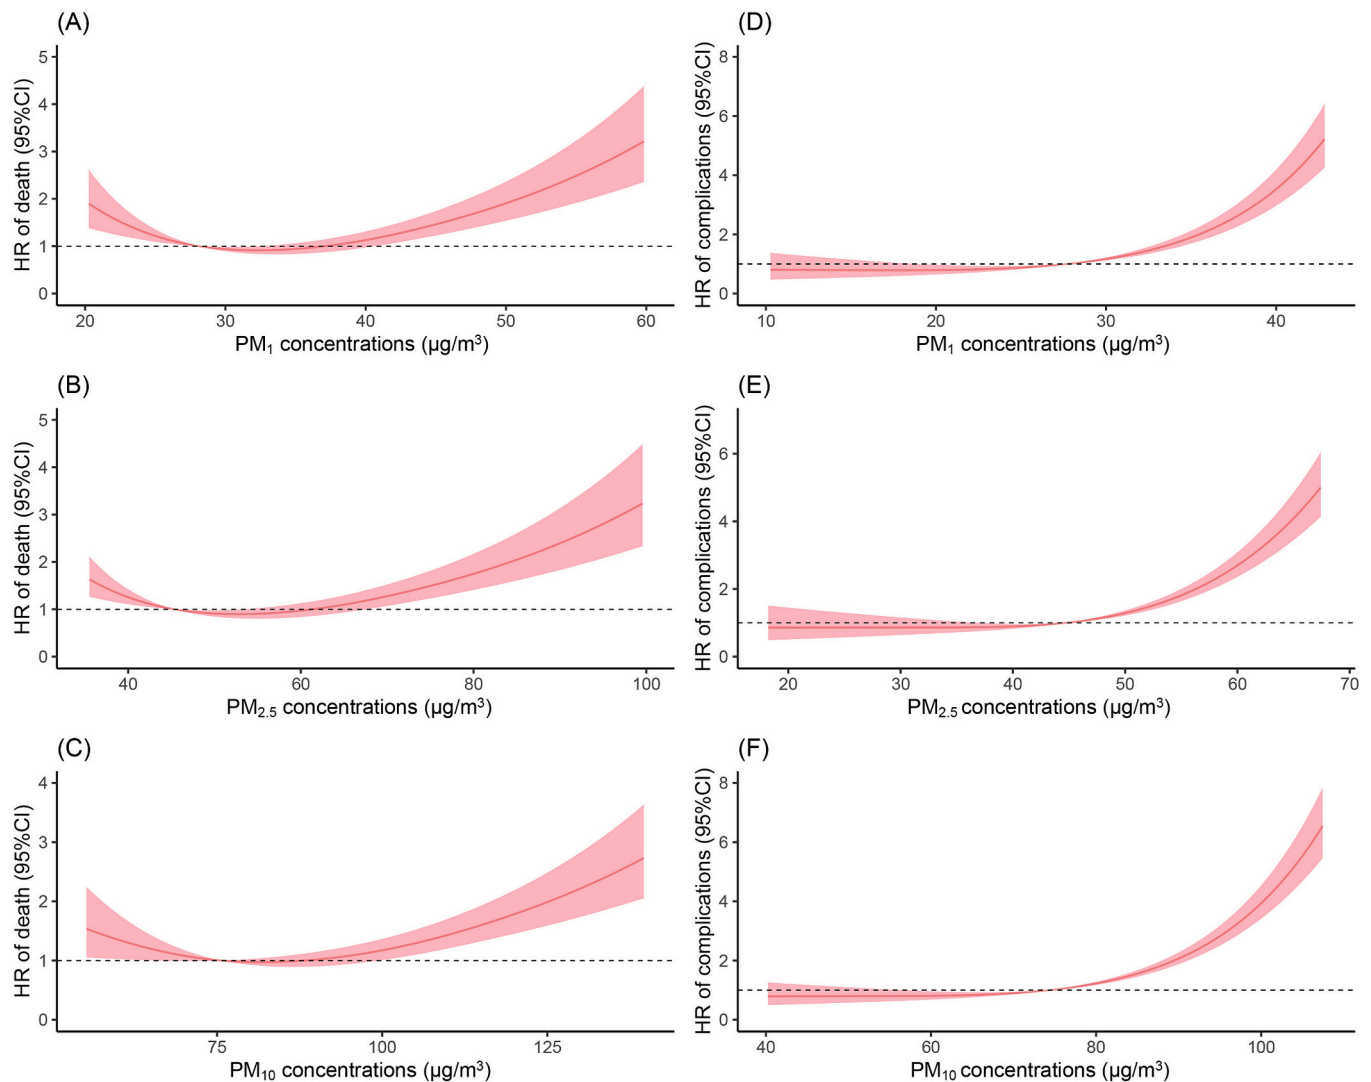 (A)
HR of death (95%CI)
5
4
3
2
1
0
20 30 40 50 60
PM₁ concentrations (µg/m³)
(D)
HR of complications (95%CI)
8
6
4
2
0
10 20 30 40
PM₁ concentrations (µg/m³)
(B)
HR of death (95%CI)
5
4
3
2
1
0
40 60 80 100
PM₂.₅ concentrations (µg/m³)
(E)
HR of complications (95%CI)
6
4
2
0
20 30 40 50 60 70
PM₂.₅ concentrations (µg/m³)
(C)
HR of death (95%CI)
4
3
2
1
0
75 100 125
PM₁₀ concentrations (µg/m³)
(F)
HR of complications (95%CI)
8
6
4
2
0
40 60 80 100
PM₁₀ concentrations (µg/m³)